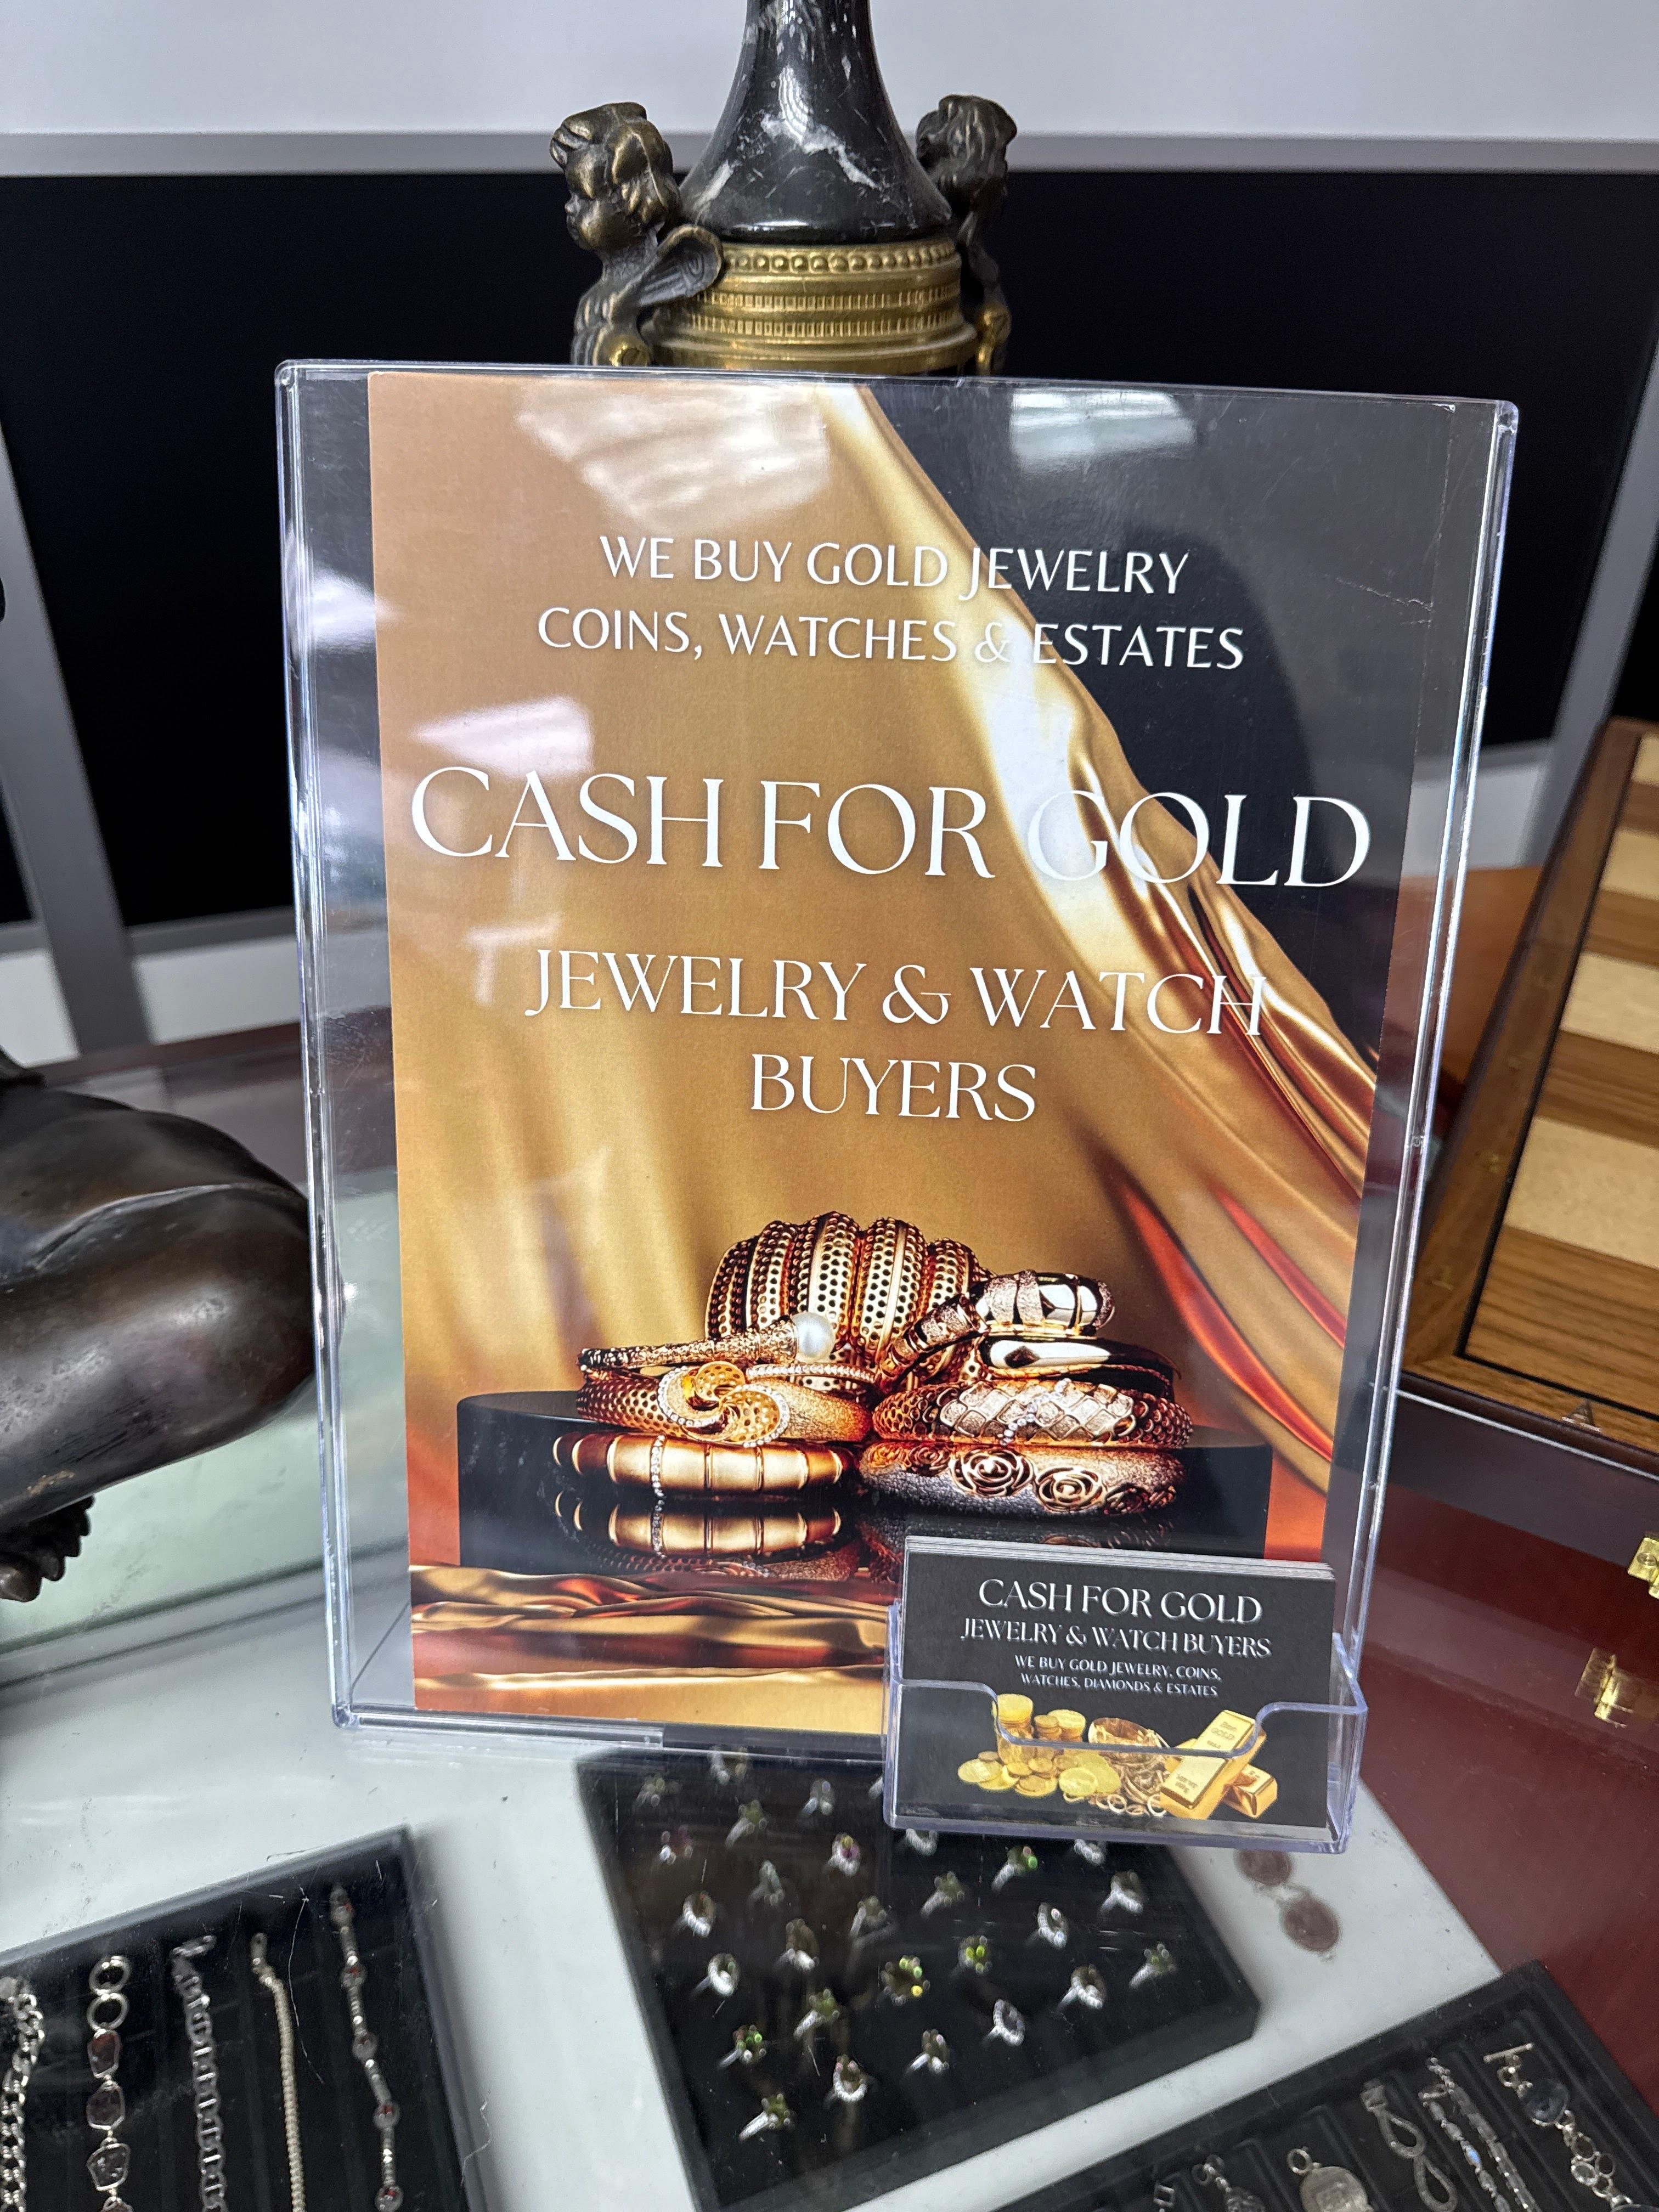 WE BUY GOLD JEWELRY
COINS, WATCHES & ESTATES
CASH FOR GOLD
JEWELRY & WATCH
BUYERS
CASH FOR GOLD
JEWELRY & WATCH BUYERS
WE BUY GOLD JEWELRY, COINS,
WATCHES, DIAMONDS & ESTATES